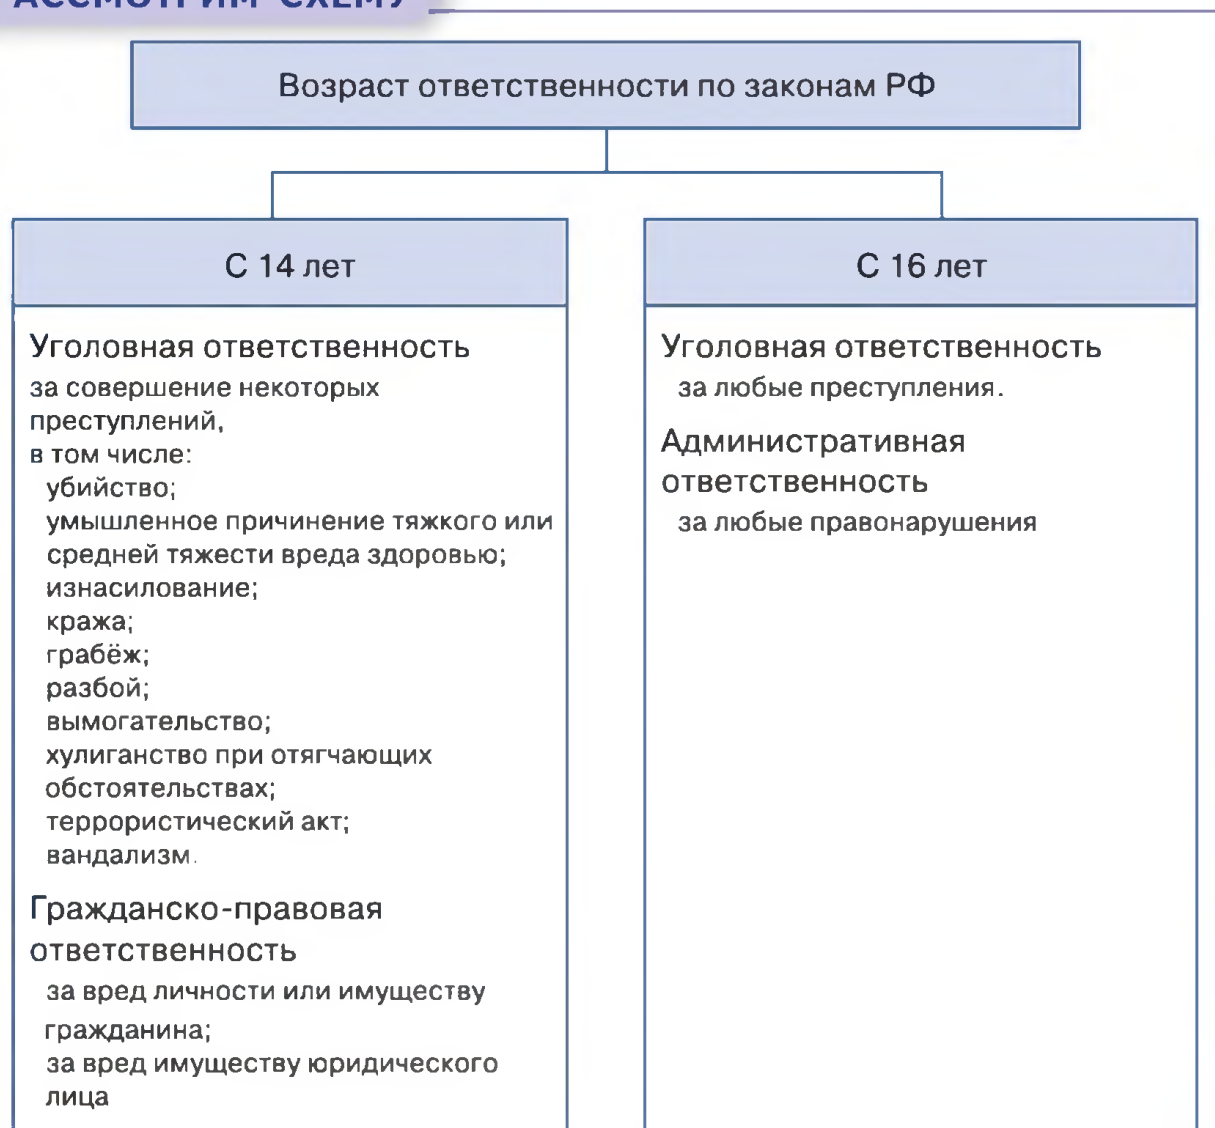 СХЕМУ
Возраст ответственности по законам РФ
С 14 лет
Уголовная ответственность
за совершение некоторых
преступлений,
в том числе:
убийство;
умышленное причинение тяжкого или
средней тяжести вреда здоровью;
изнасилование;
кража;
грабёж;
разбой;
вымогательство;
хулиганство при отягчающих
обстоятельствах;
террористический акт;
вандализм.
Гражданско-правовая
ответственность
за вред личности или имуществу
гражданина;
за вред имуществу юридического
лица
С 16 лет
Уголовная ответственность
за любые преступления.
Административная
ответственность
за любые правонарушения